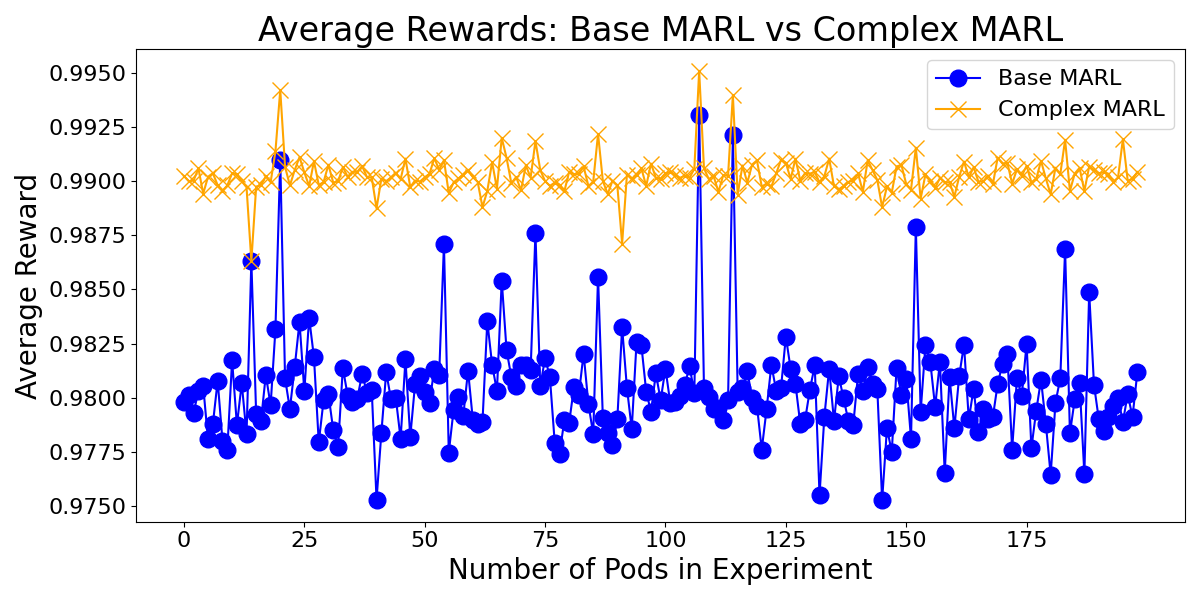 Average Rewards: Base MARL vs Complex MARL
Base MARL
Complex MARL
Average Reward
0.9950
0.9925
0.9900
0.9875
0.9850
0.9825
0.9800
0.9775
0.9750
0 25 50 75 100 125 150 175
Number of Pods in Experiment